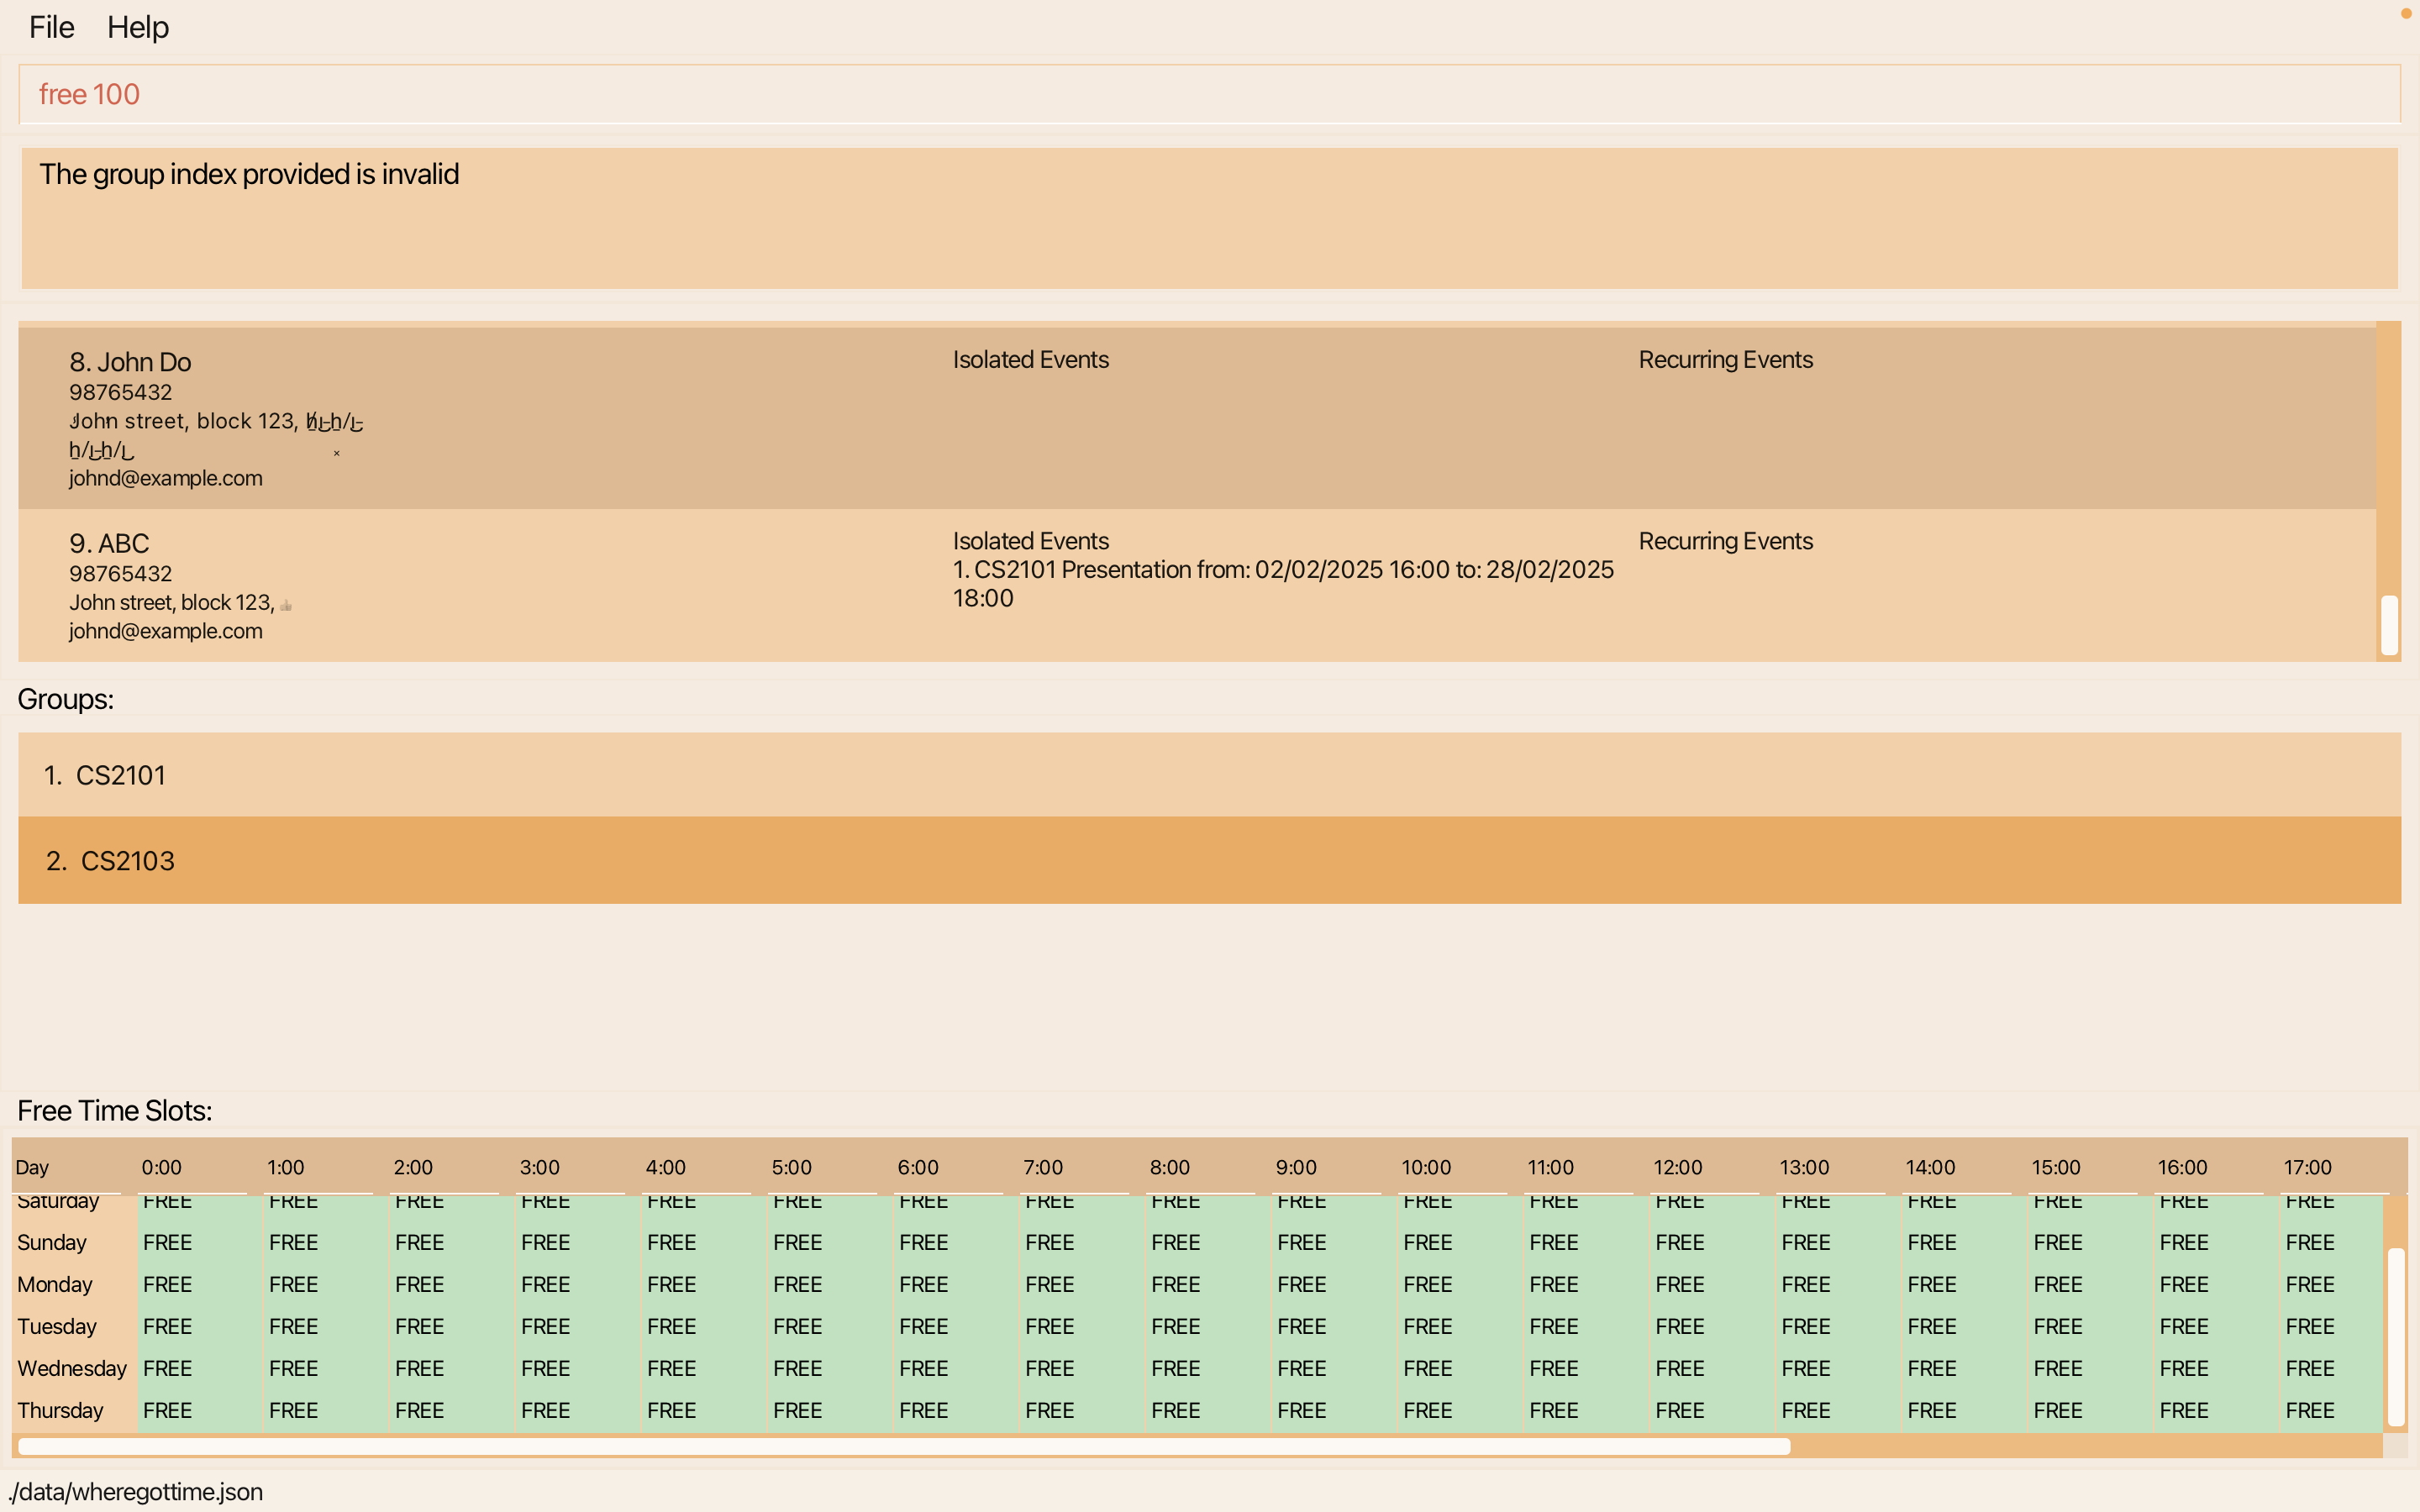 File Help
free 100
The group index provided is invalid
8. John Do
98765432
John street, block 123,
johnd@example.com
Isolated Events
Recurring Events
9. ABC
98765432
John street, block 123, 👍
johnd@example.com
Isolated Events
1. CS2101 Presentation from: 02/02/2025 16:00 to: 28/02/2025
18:00
Recurring Events
Groups:
1. CS2101
2. CS2103
Free Time Slots:
Day 0:00 1:00 2:00 3:00 4:00 5:00 6:00 7:00 8:00 9:00 10:00 11:00 12:00 13:00 14:00 15:00 16:00 17:00
Saturday FREE FREE FREE FREE FREE FREE FREE FREE FREE FREE FREE FREE FREE FREE FREE FREE FREE FREE
Sunday FREE FREE FREE FREE FREE FREE FREE FREE FREE FREE FREE FREE FREE FREE FREE FREE FREE FREE
Monday FREE FREE FREE FREE FREE FREE FREE FREE FREE FREE FREE FREE FREE FREE FREE FREE FREE FREE
Tuesday FREE FREE FREE FREE FREE FREE FREE FREE FREE FREE FREE FREE FREE FREE FREE FREE FREE FREE
Wednesday FREE FREE FREE FREE FREE FREE FREE FREE FREE FREE FREE FREE FREE FREE FREE FREE FREE FREE
Thursday FREE FREE FREE FREE FREE FREE FREE FREE FREE FREE FREE FREE FREE FREE FREE FREE FREE FREE
./data/wheregottime.json